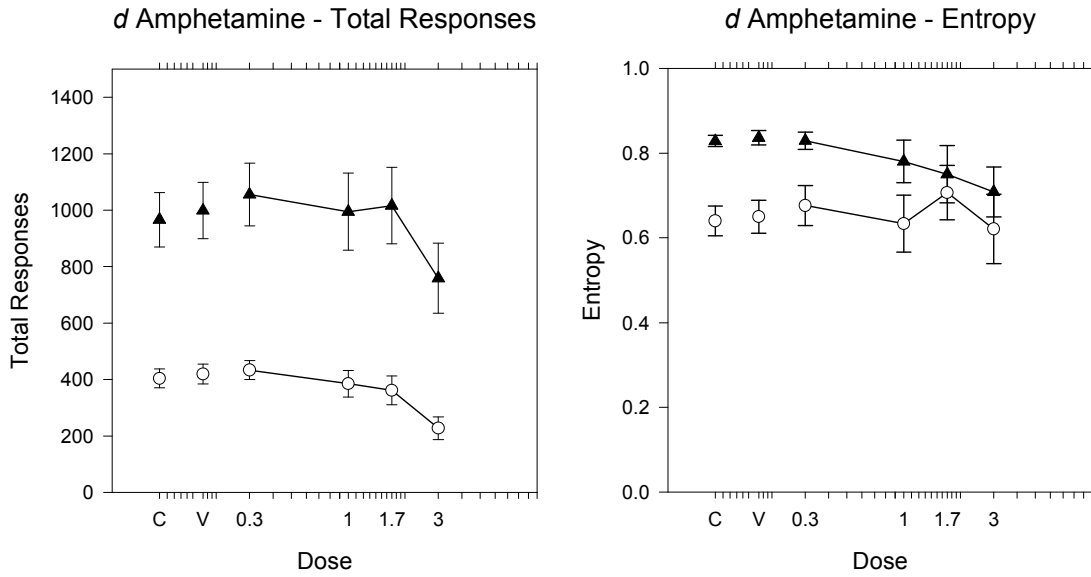 d Amphetamine - Total Responses
Total Responses
1400
1200
1000
800
600
400
200
0
C V 0.3 1 1.7 3
Dose
d Amphetamine - Entropy
Entropy
1.0
0.8
0.6
0.4
0.2
0.0
C V 0.3 1 1.7 3
Dose